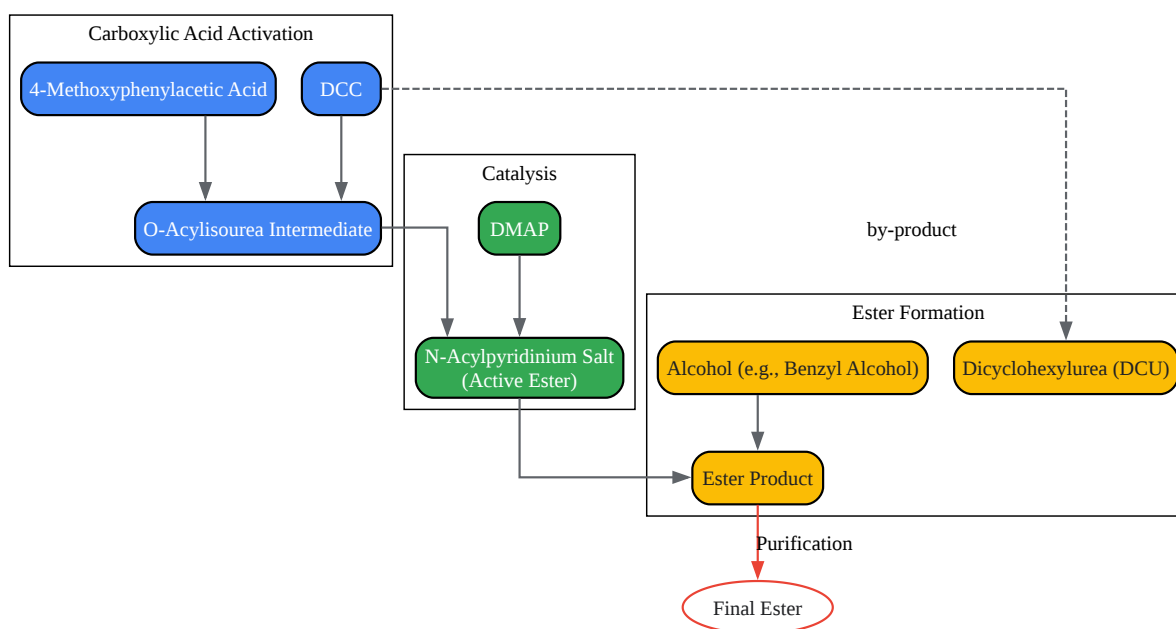 Carboxylic Acid Activation
4-Methoxyphenylacetic Acid
DCC
O-Acylisourea Intermediate
Catalysis
DMAP
N-Acylpyridinium Salt
(Active Ester)
by-product
Ester Formation
Alcohol (e.g., Benzyl Alcohol)
Dicyclohexylurea (DCU)
Ester Product
Purification
Final Ester